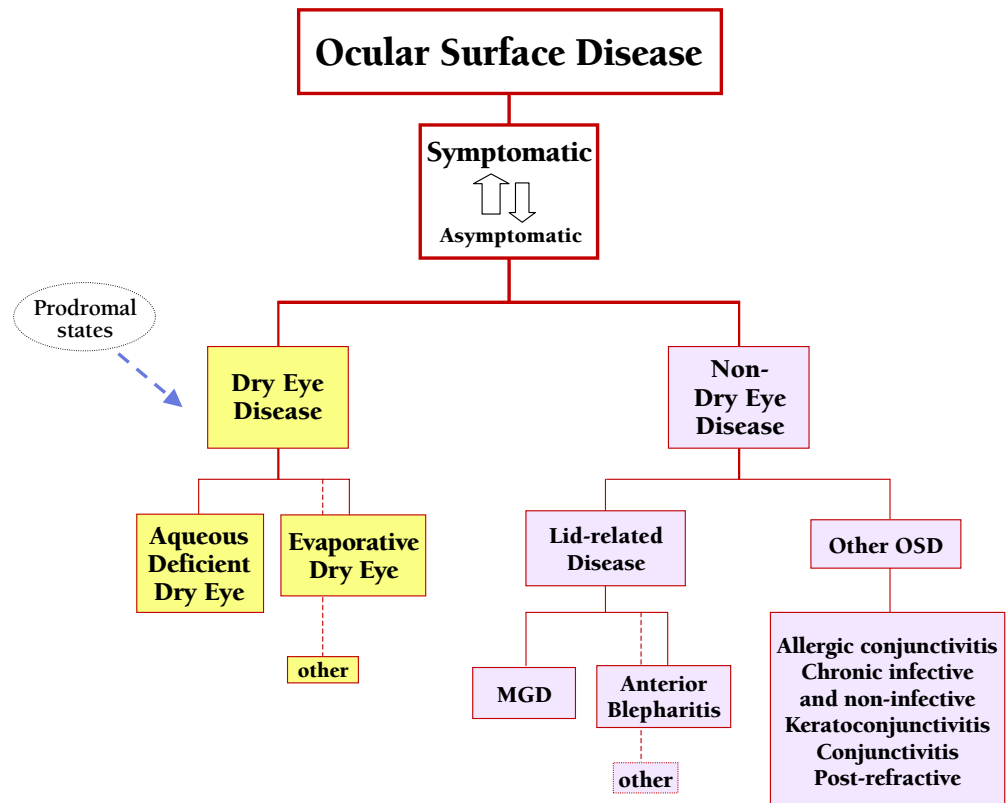 Ocular Surface Disease
Symptomatic
Asymptomatic
Prodromal
states
Dry Eye
Disease
Non-
Dry Eye
Disease
Aqueous
Deficient
Dry Eye
Evaporative
Dry Eye
other
Lid-related
Disease
Other OSD
MGD
Anterior
Blepharitis
other
Allergic conjunctivitis
Chronic infective
and non-infective
Keratoconjunctivitis
Conjunctivitis
Post-refractive